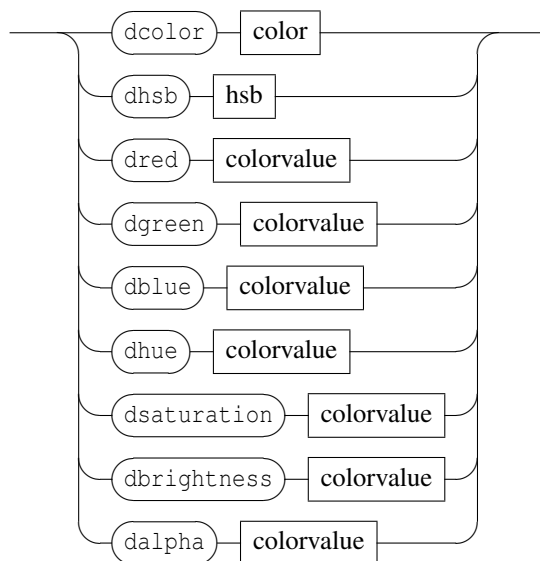 dcolor color
dhsb hsb
dred colorvalue
dgreen colorvalue
dblue colorvalue
dhue colorvalue
dsaturation colorvalue
dbrightness colorvalue
dalpha colorvalue